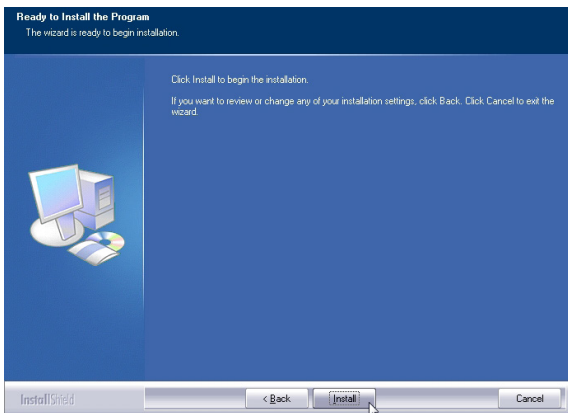 Ready to Install the Program
The wizard is ready to begin installation.
Click Install to begin the installation.
If you want to review or change any of your installation settings, click Back. Click Cancel to exit the
wizard.
InstallShield
< Back
Install
Cancel